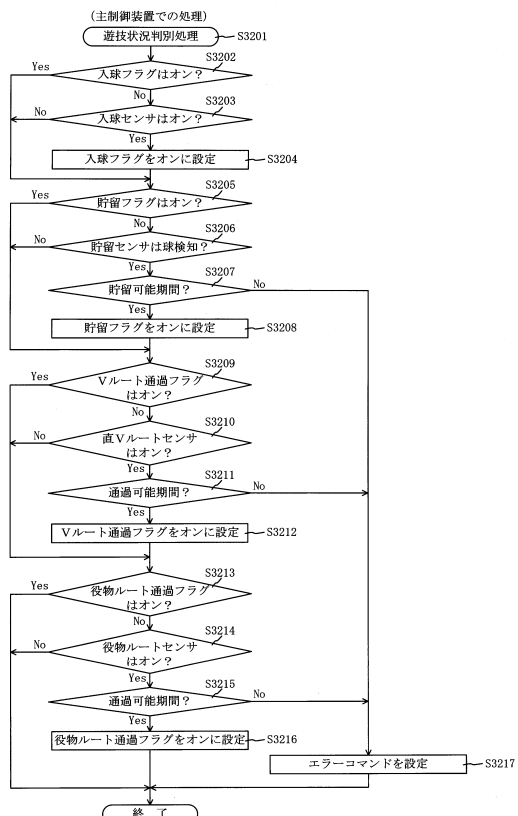 (主制御装置での処理)
遊技状況判別処理 S3201
S3202
入球フラグはオン？
Yes
No
S3203
入球センサはオン？
No
Yes
入球フラグをオンに設定 S3204
S3205
貯留フラグはオン？
Yes
No
S3206
貯留センサは球検知？
No
Yes
S3207
貯留可能期間？
No
Yes
貯留フラグをオンに設定 S3208
S3209
Vルート通過フラグ
はオン？
Yes
No
S3210
直Vルートセンサ
はオン？
No
Yes
S3211
通過可能期間？
No
Yes
Vルート通過フラグをオンに設定 S3212
S3213
役物ルート通過フラグ
はオン？
Yes
No
S3214
役物ルートセンサ
はオン？
No
Yes
S3215
通過可能期間？
No
Yes
役物ルート通過フラグをオンに設定 S3216
エラーコマンドを設定 S3217
終 了